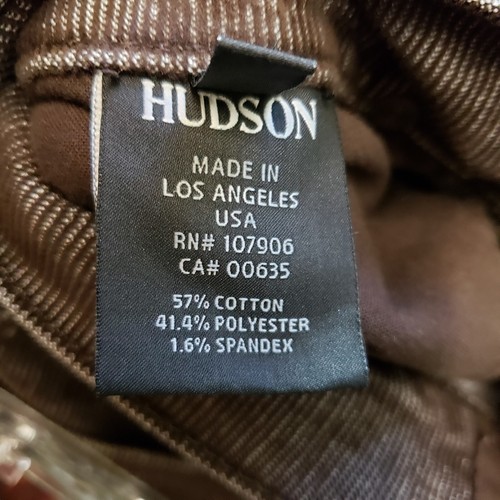 HUDSON
MADE IN
LOS ANGELES
USA
RN# 107906
CA# 00635
57% COTTON
41.4% POLYESTER
1.6% SPANDEX